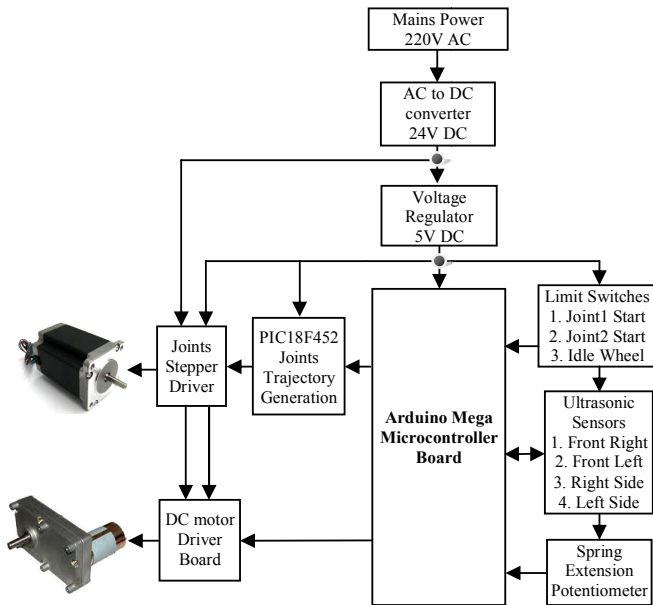 Mains Power
220V AC
AC to DC
converter
24V DC
Voltage
Regulator
5V DC
Limit Switches
1. Joint1 Start
2. Joint2 Start
3. Idle Wheel
Joints
Stepper
Driver
PIC18F452
Joints
Trajectory
Generation
Arduino Mega
Microcontroller
Board
Ultrasonic
Sensors
1. Front Right
2. Front Left
3. Right Side
4. Left Side
DC motor
Driver
Board
Spring
Extension
Potentiometer